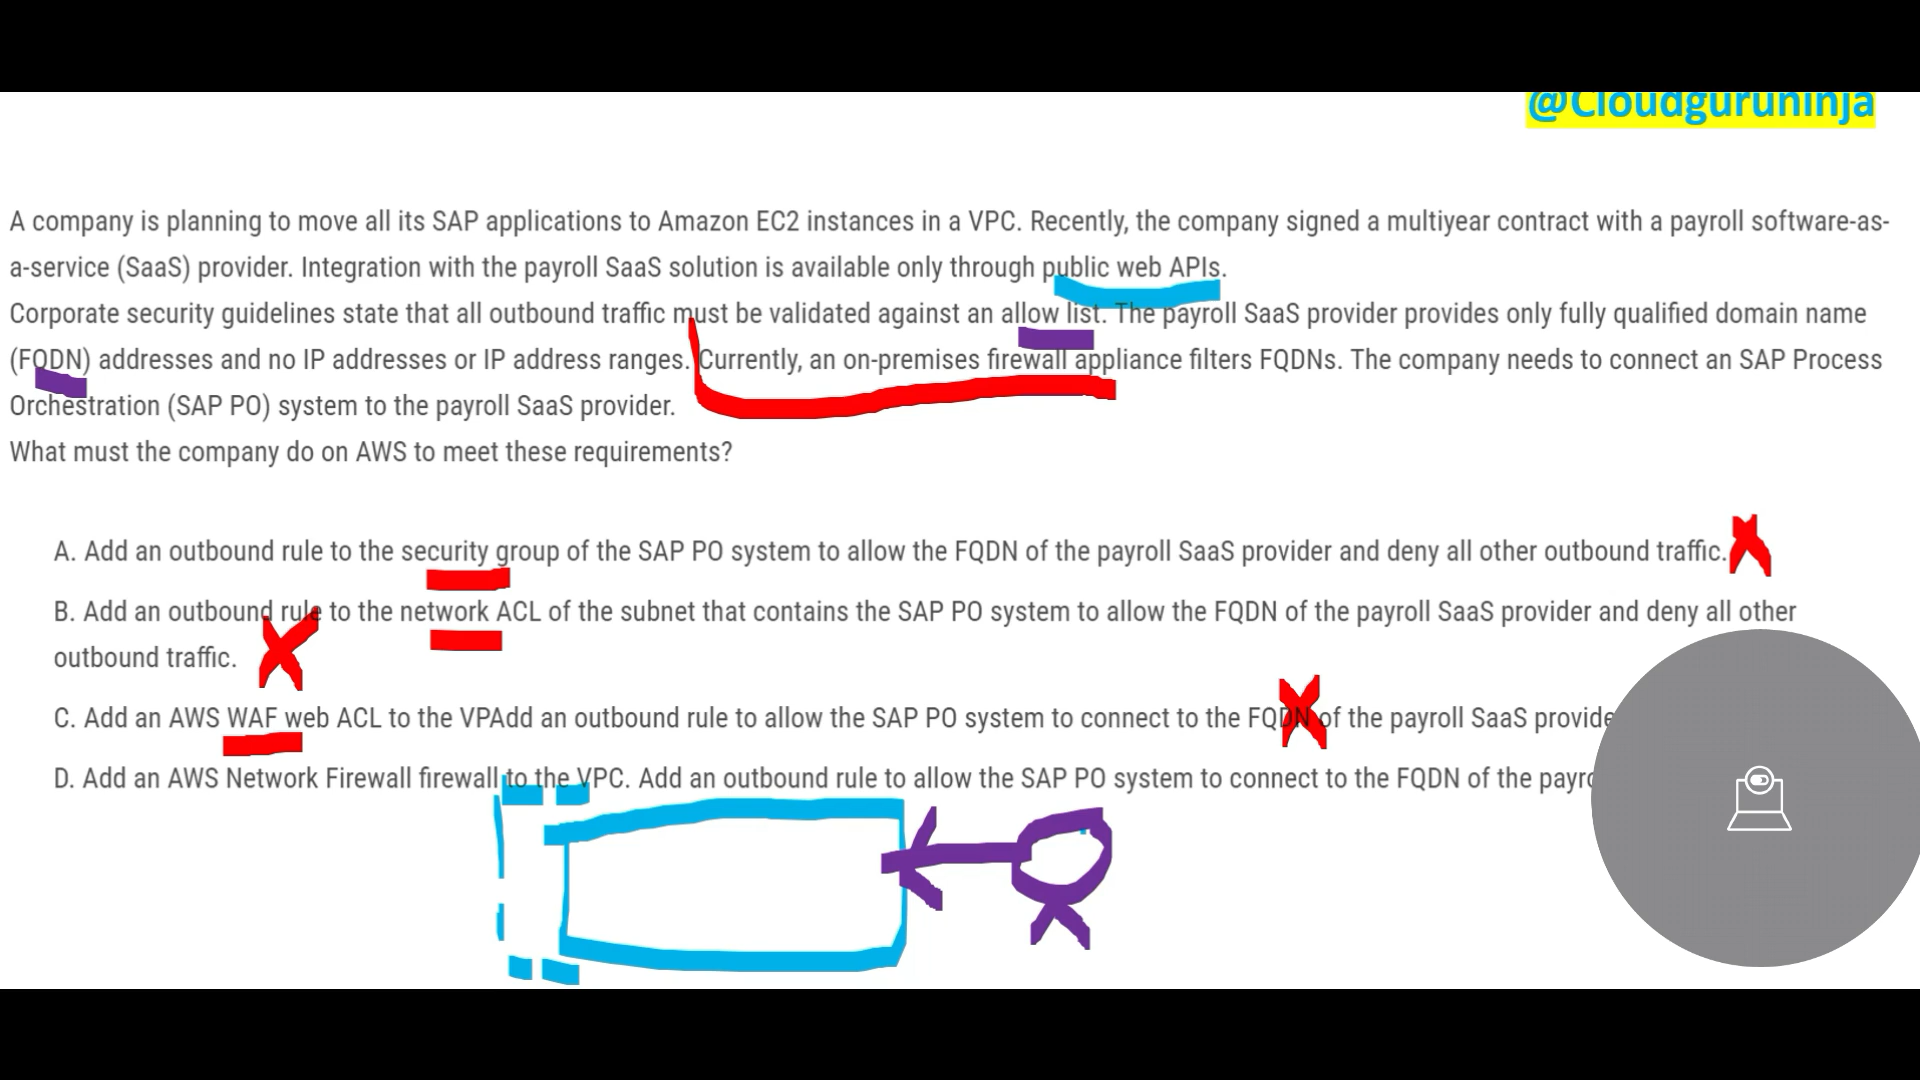 @Cloudguruninja
A company is planning to move all its SAP applications to Amazon EC2 instances in a VPC. Recently, the company signed a multiyear contract with a payroll software-as-
a-service (SaaS) provider. Integration with the payroll SaaS solution is available only through public web APIs.
Corporate security guidelines state that all outbound traffic must be validated against an allow list. The payroll SaaS provider provides only fully qualified domain name
(FQDN) addresses and no IP addresses or IP address ranges. Currently, an on-premises firewall appliance filters FQDNs. The company needs to connect an SAP Process
Orchestration (SAP PO) system to the payroll SaaS provider.
What must the company do on AWS to meet these requirements?
A. Add an outbound rule to the security group of the SAP PO system to allow the FQDN of the payroll SaaS provider and deny all other outbound traffic.
B. Add an outbound rule to the network ACL of the subnet that contains the SAP PO system to allow the FQDN of the payroll SaaS provider and deny all other
outbound traffic.
C. Add an AWS WAF web ACL to the VPAdd an outbound rule to allow the SAP PO system to connect to the FQDN of the payroll SaaS provide
D. Add an AWS Network Firewall firewall to the VPC. Add an outbound rule to allow the SAP PO system to connect to the FQDN of the payro